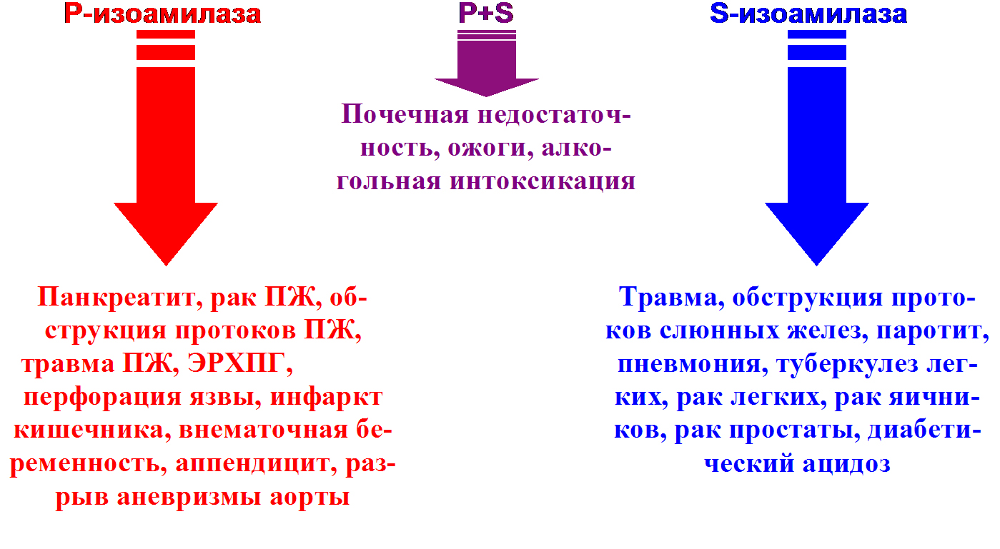 P-изоамилаза
Панкреатит, рак ПЖ, об-
струкция протоков ПЖ,
травма ПЖ, ЭРХПГ,
перфорация язвы, инфаркт
кишечника, внематочная бе-
ременность, аппендицит, раз-
рыв аневризмы аорты
P+S
Почечная недостаточ-
ность, ожоги, алко-
гольная интоксикация
S-изоамилаза
Травма, обструкция прото-
ков слюнных желез, паротит,
пневмония, туберкулез лег-
ких, рак легких, рак яични-
ков, рак простаты, диабети-
ческий ацидоз